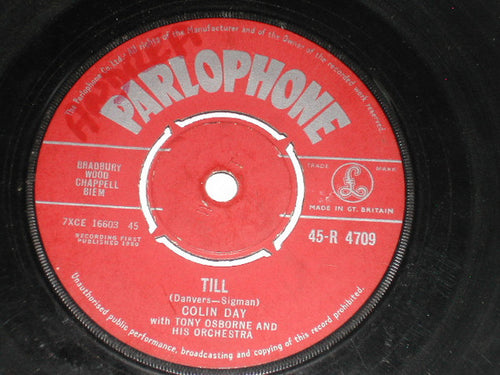 The Parlophone Co. Ltd. All rights of the Manufacturer and of the Owner of the recorded work reserved.
PARLOPHONE
BRADBURY
WOOD
CHAPPELL
BIEM
TRADE MARK
£
MADE IN GT. BRITAIN
7XCE 16603 45
RECORDING FIRST
PUBLISHED 1960
45-R 4709
TILL
(Danvers—Sigman)
COLIN DAY
with TONY OSBORNE AND
HIS ORCHESTRA
Unauthorised public performance, broadcasting and copying of this record prohibited.